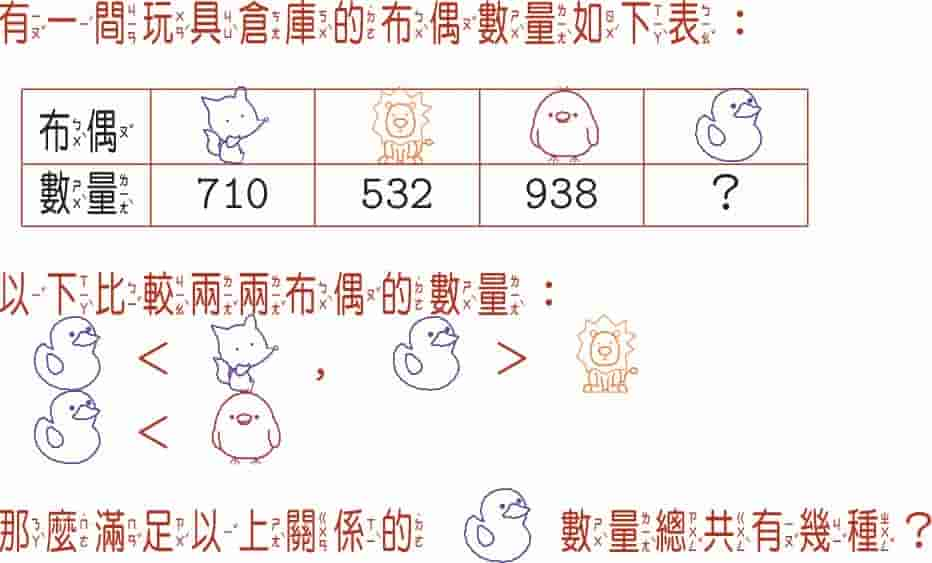 有一間玩具倉庫的布偶數量如下表：
布偶
數量 710 532 938 ？
以下比較兩兩布偶的數量：
< ， >
<
那麼滿足以上關係的 數量總共有幾種？